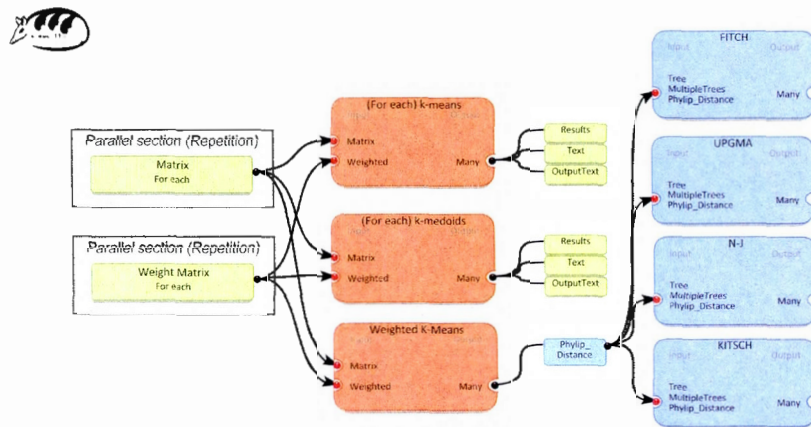 Parallel section (Repetition)
Matrix
For each
Parallel section (Repetition)
Weight Matrix
For each
(For each) k-means
Matrix
Weighted
Many
Results
Text
OutputText
(For each) k-medoids
Matrix
Weighted
Many
Results
Text
OutputText
Weighted K-Means
Matrix
Weighted
Many
Phylip_
Distance
FITCH
Input
Output
Tree
MultipleTrees
Phylip_Distance
Many
UPGMA
Input
Output
Tree
MultipleTrees
Phylip_Distance
Many
N-J
Input
Output
Tree
MultipleTrees
Phylip_Distance
Many
KITSCH
Input
Output
Tree
MultipleTrees
Phylip_Distance
Many